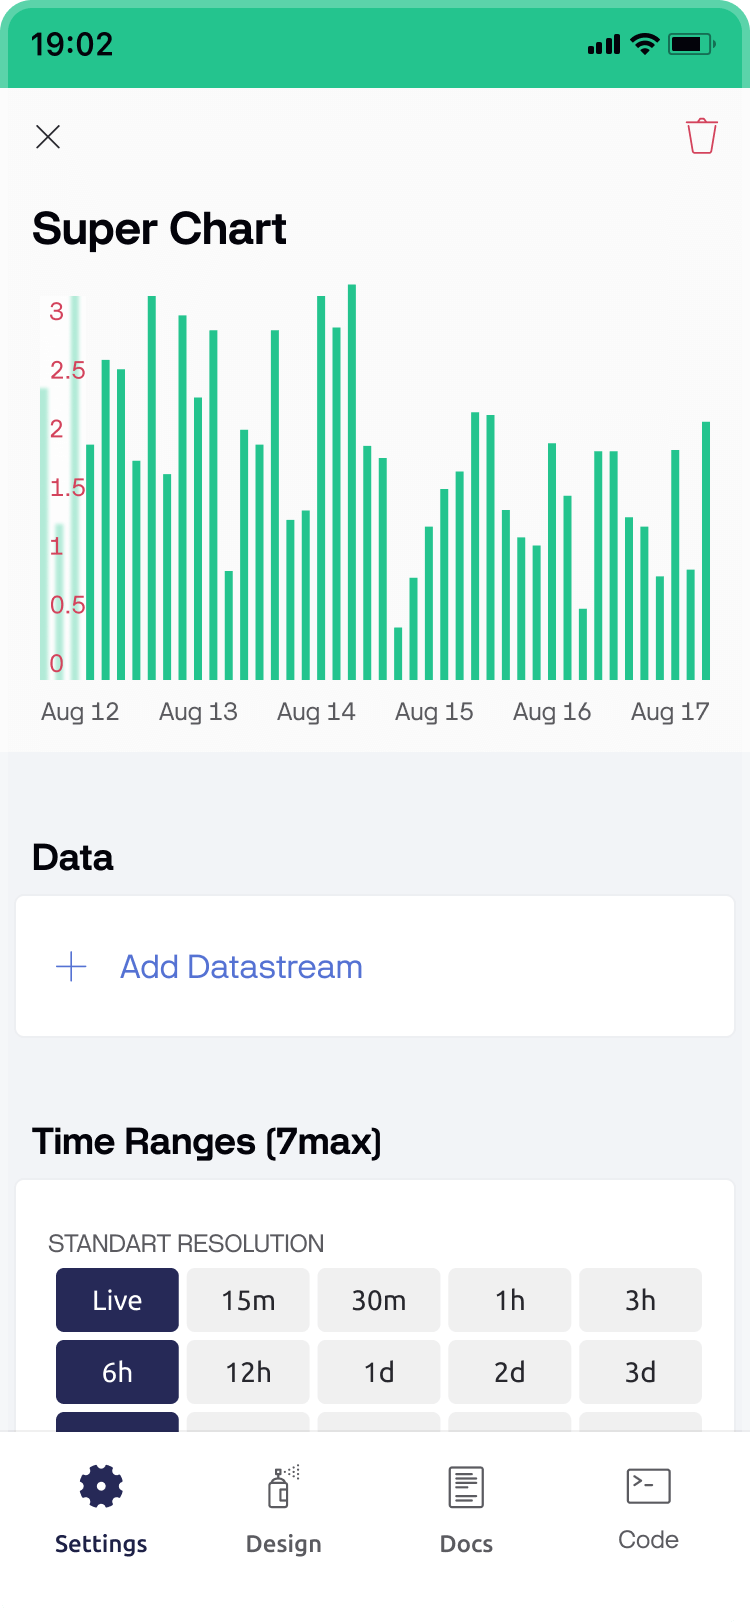 19:02
Super Chart
3
2.5
2
1.5
1
0.5
0
Aug 12 Aug 13 Aug 14 Aug 15 Aug 16 Aug 17
Data
Add Datastream
Time Ranges (7max)
STANDART RESOLUTION
Live 15m 30m 1h 3h
6h 12h 1d 2d 3d
Settings Design Docs Code